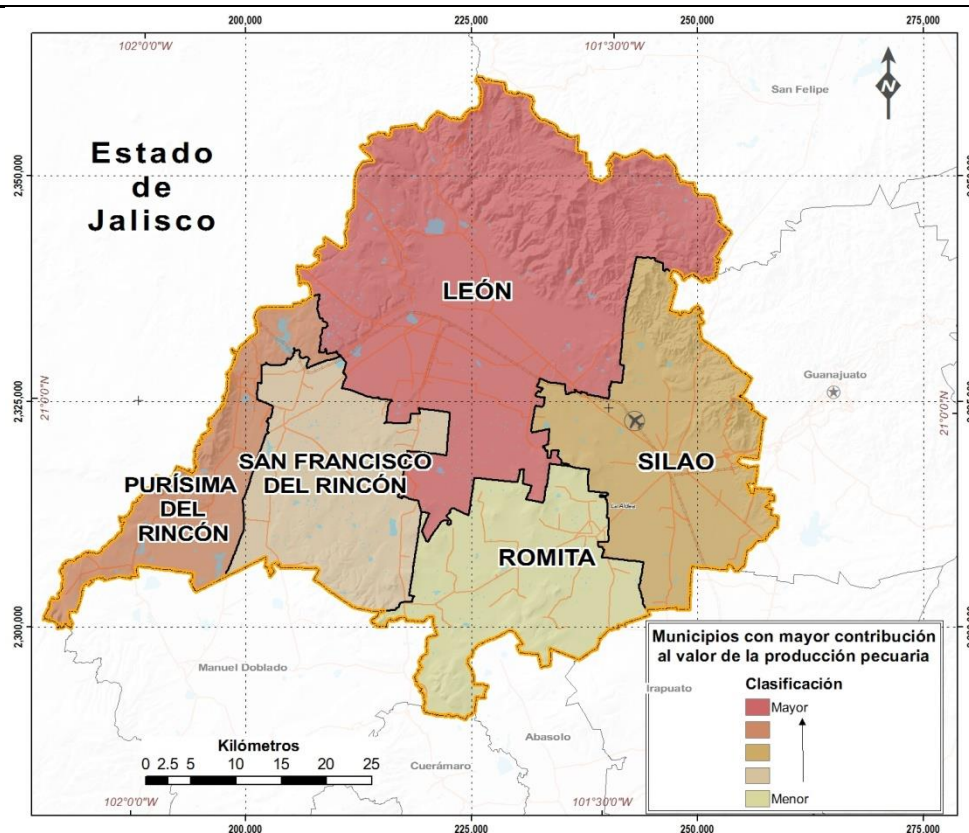 200,000
225,000
250,000
275,000
102°0'0"W
101°30'0"W
N
San Felipe
Estado
de
Jalisco
2,350,000
LEÓN
Guanajuato
2,325,000
21°0'0"N
21°0'0"N
SAN FRANCISCO
DEL RINCÓN
SILAO
PURÍSIMA
DEL
RINCÓN
La Aldea
ROMITA
2,300,000
Manuel Doblado
Municipios con mayor contribución
al valor de la producción pecuaria
Irapuato
Clasificación
Mayor
Menor
Abasolo
Cuerámaro
Kilómetros
0 2.5 5 10 15 20 25
102°0'0"W
101°30'0"W
200,000
225,000
250,000
275,000